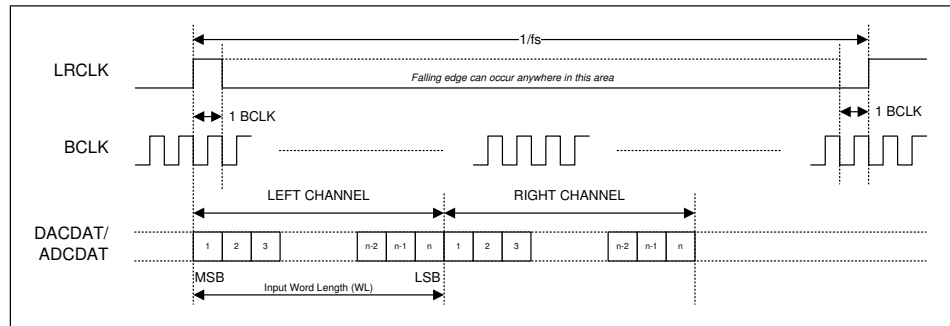 1/fs
LRCLK
Falling edge can occur anywhere in this area
1 BCLK
1 BCLK
BCLK
LEFT CHANNEL
RIGHT CHANNEL
DACDAT/
ADCDAT
1 2 3 n-2 n-1 n 1 2 3 n-2 n-1 n
MSB
LSB
Input Word Length (WL)